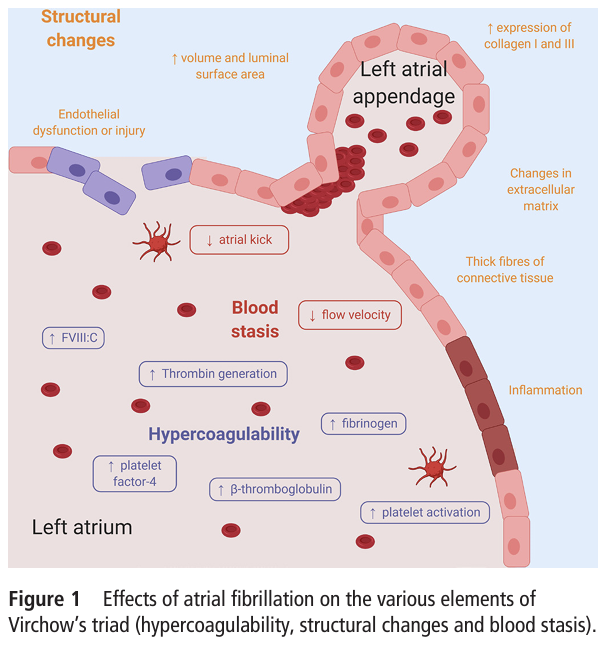 Structural
changes
↑ volume and luminal
surface area
↑ expression of
collagen I and III
Left atrial
appendage
Endothelial
dysfunction or injury
Changes in
extracellular
matrix
↓ atrial kick
Thick fibres of
connective tissue
Blood
stasis
↓ flow velocity
↑ FVIII:C
↑ Thrombin generation
Inflammation
Hypercoagulability
↑ fibrinogen
↑ platelet
factor-4
↑ β-thromboglobulin
↑ platelet activation
Left atrium
Figure 1 Effects of atrial fibrillation on the various elements of
Virchow's triad (hypercoagulability, structural changes and blood stasis).